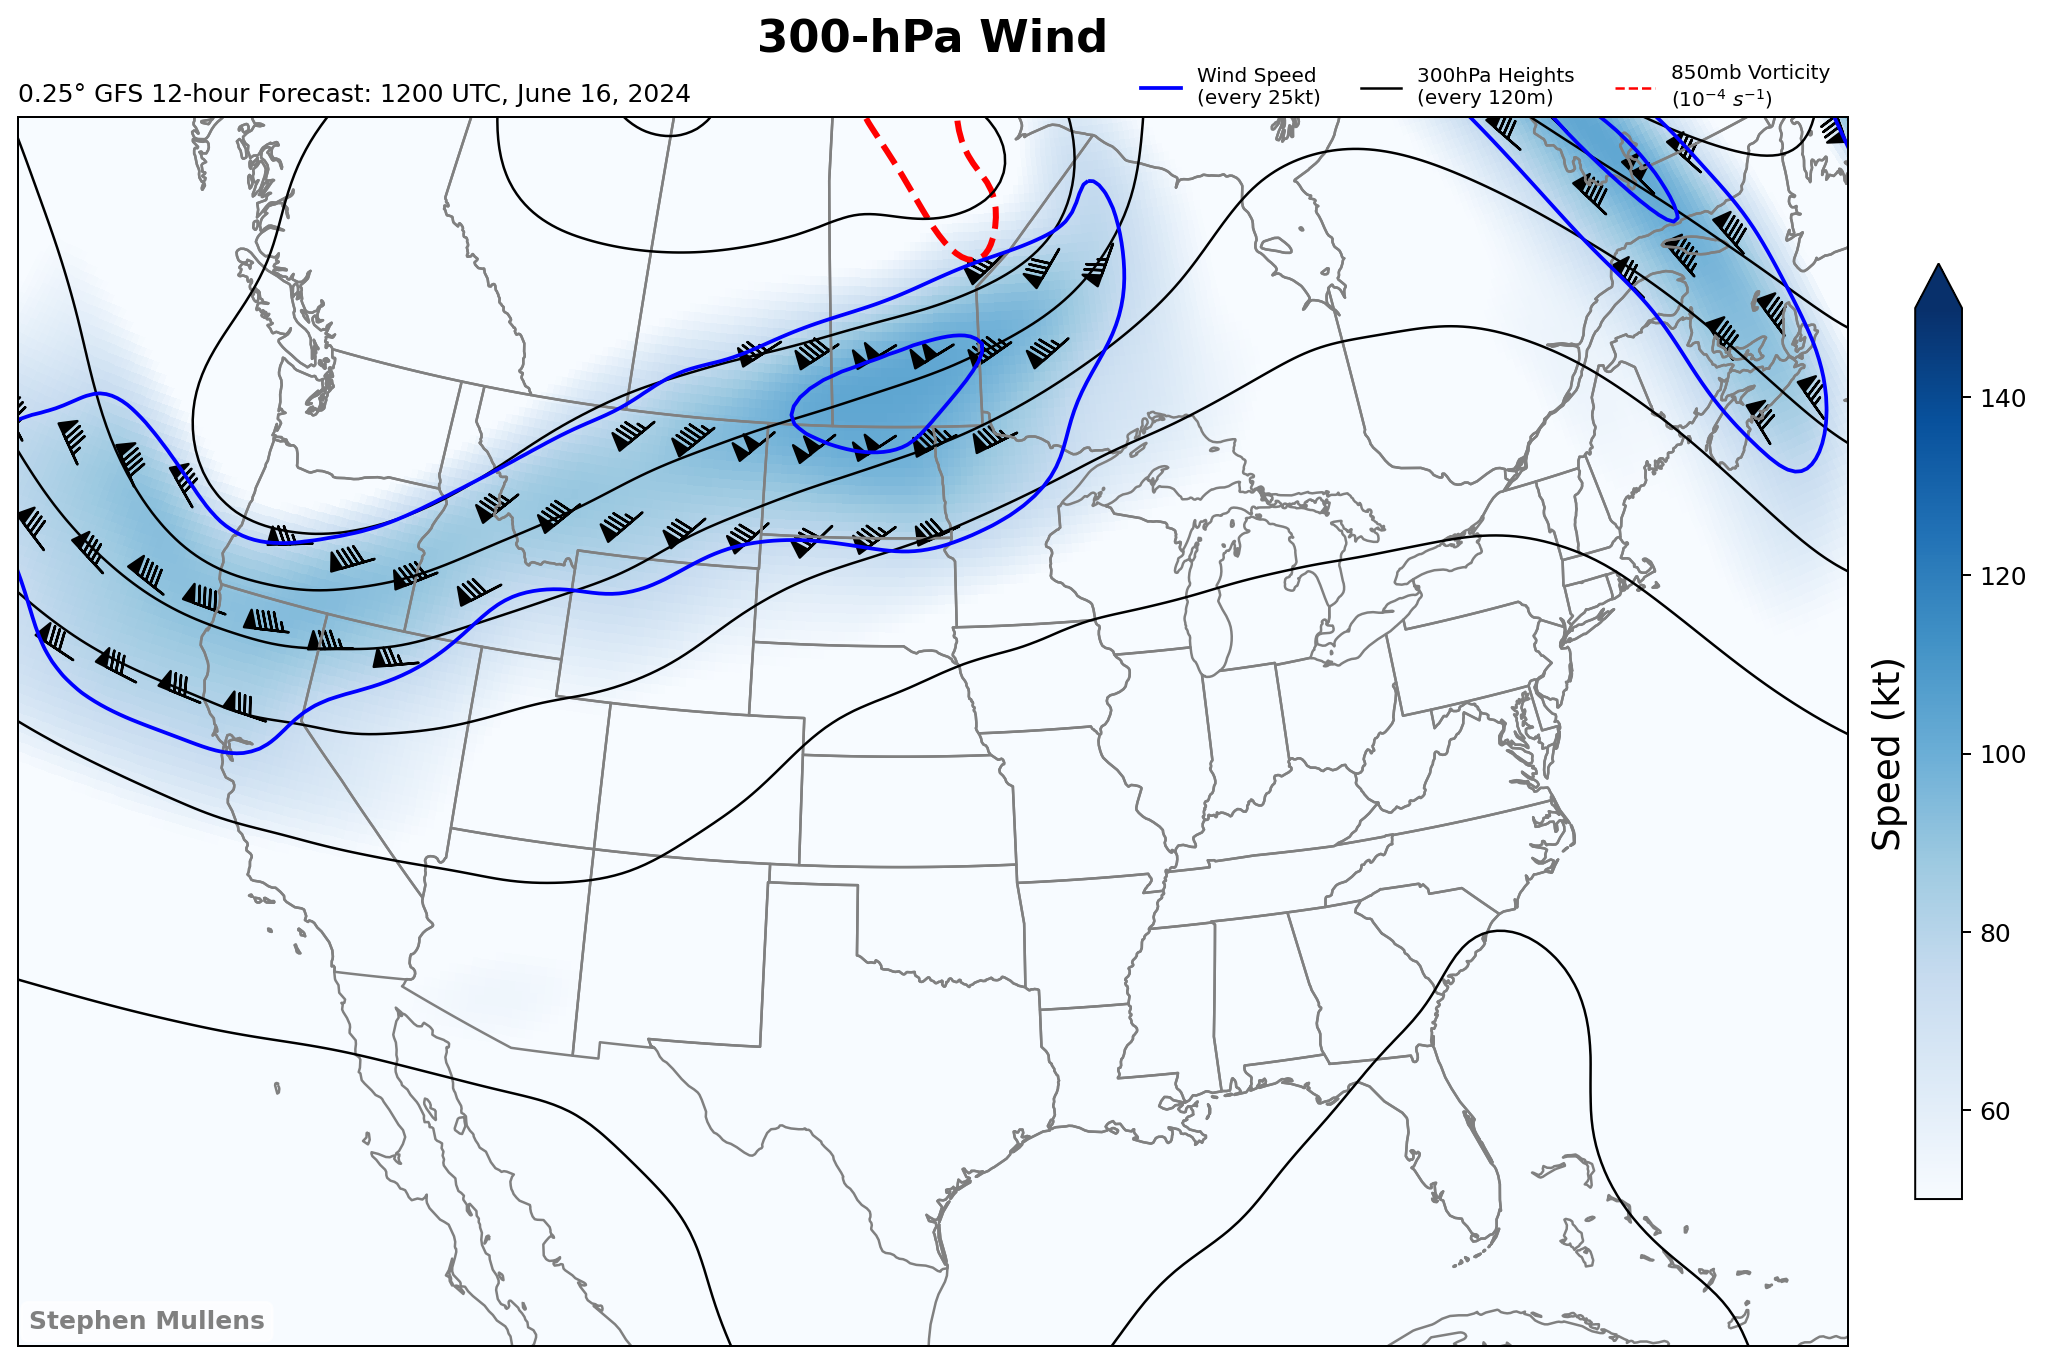 300-hPa Wind
0.25° GFS 12-hour Forecast: 1200 UTC, June 16, 2024
Wind Speed
(every 25kt)
300hPa Heights
(every 120m)
850mb Vorticity
(10⁻⁴ s⁻¹)
140
120
100
80
60
Speed (kt)
Stephen Mullens